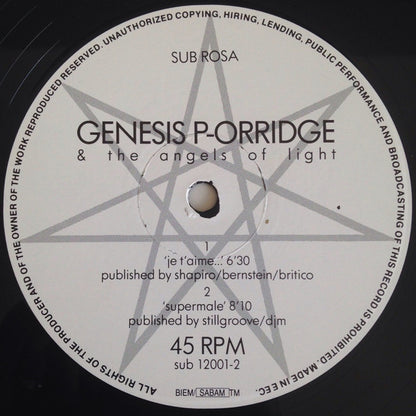 ALL RIGHTS OF THE PRODUCER AND OF THE OWNER OF THE WORK REPRODUCED RESERVED. UNAUTHORIZED COPYING, HIRING, LENDING, PUBLIC PERFORMANCE AND BROADCASTING OF THIS RECORD IS PROHIBITED. MADE IN EEC.
SUB ROSA
GENESIS P-ORRIDGE
& the angels of light
1
'je t'aime...' 6'30
published by shapiro/bernstein/britico
2
'supermale' 8'10
published by stillgroove/djm
45 RPM
sub 12001-2
BIEM/SABAM/TM